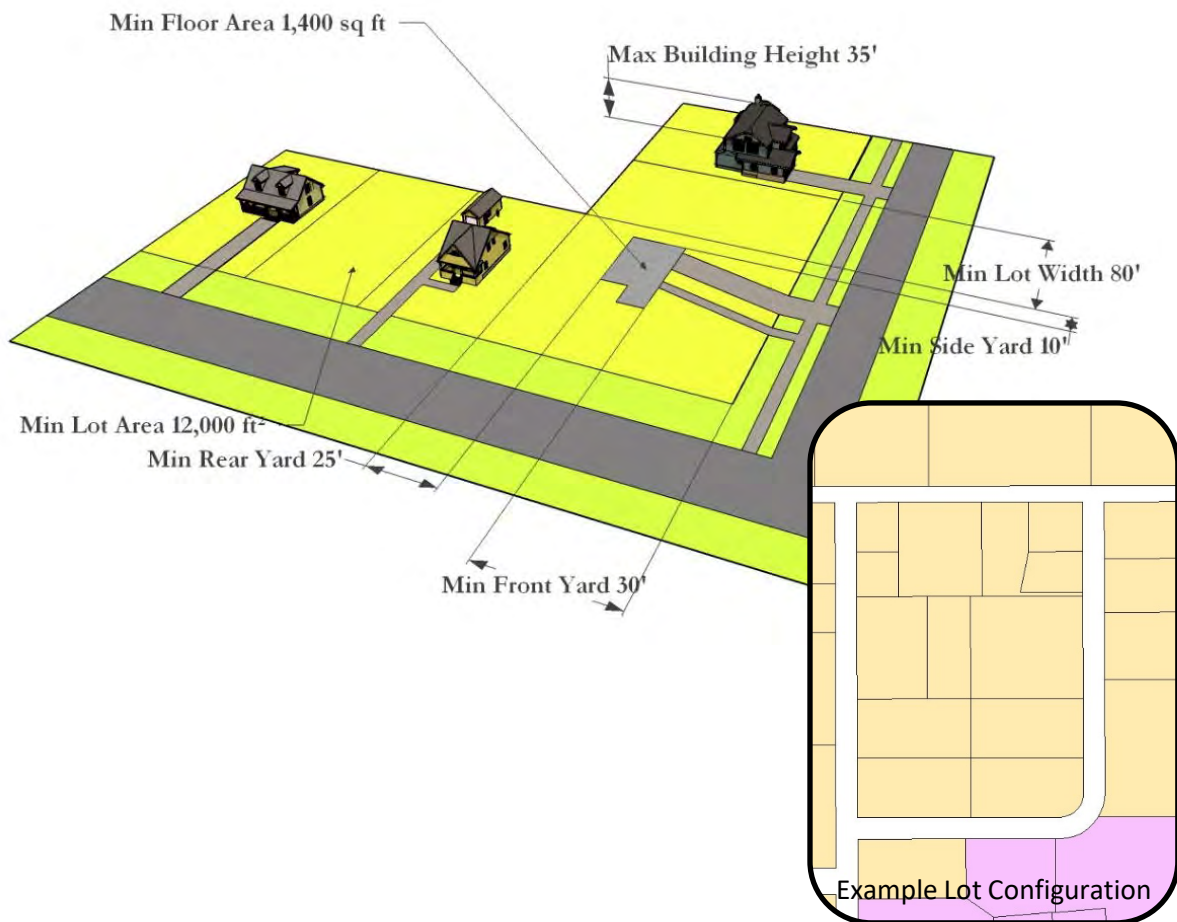 Min Floor Area 1,400 sq ft
Max Building Height 35'
Min Lot Width 80'
Min Side Yard 10'
Min Lot Area 12,000 ft²
Min Rear Yard 25'
Min Front Yard 30'
Example Lot Configuration